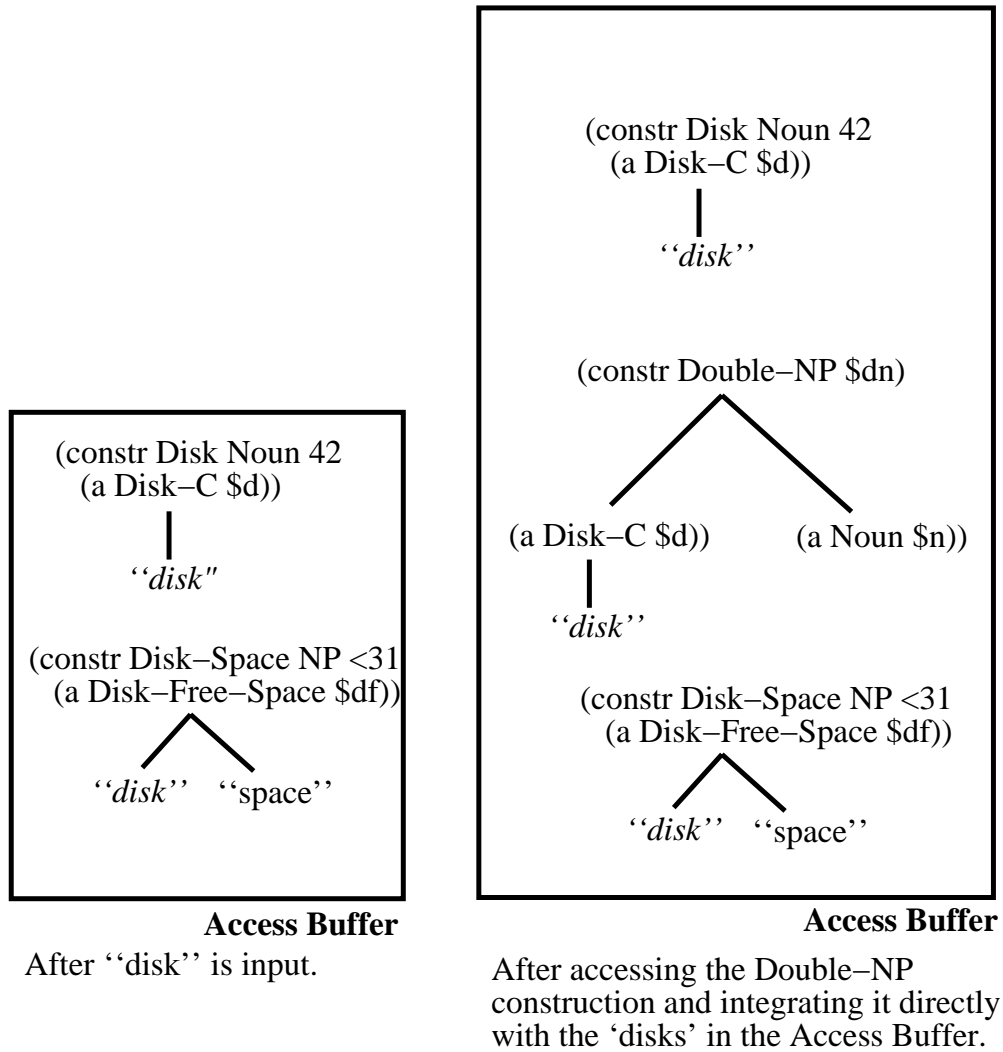 (constr Disk Noun 42
(a Disk−C $d))
‘‘disk"
(constr Disk−Space NP <31
(a Disk−Free−Space $df))
‘‘disk’’ ‘‘space’’
Access Buffer
After ‘‘disk’’ is input.
(constr Disk Noun 42
(a Disk−C $d))
‘‘disk’’
(constr Double−NP $dn)
(a Disk−C $d)) (a Noun $n))
‘‘disk’’
(constr Disk−Space NP <31
(a Disk−Free−Space $df))
‘‘disk’’ ‘‘space’’
Access Buffer
After accessing the Double−NP
construction and integrating it directly
with the ‘disks’ in the Access Buffer.